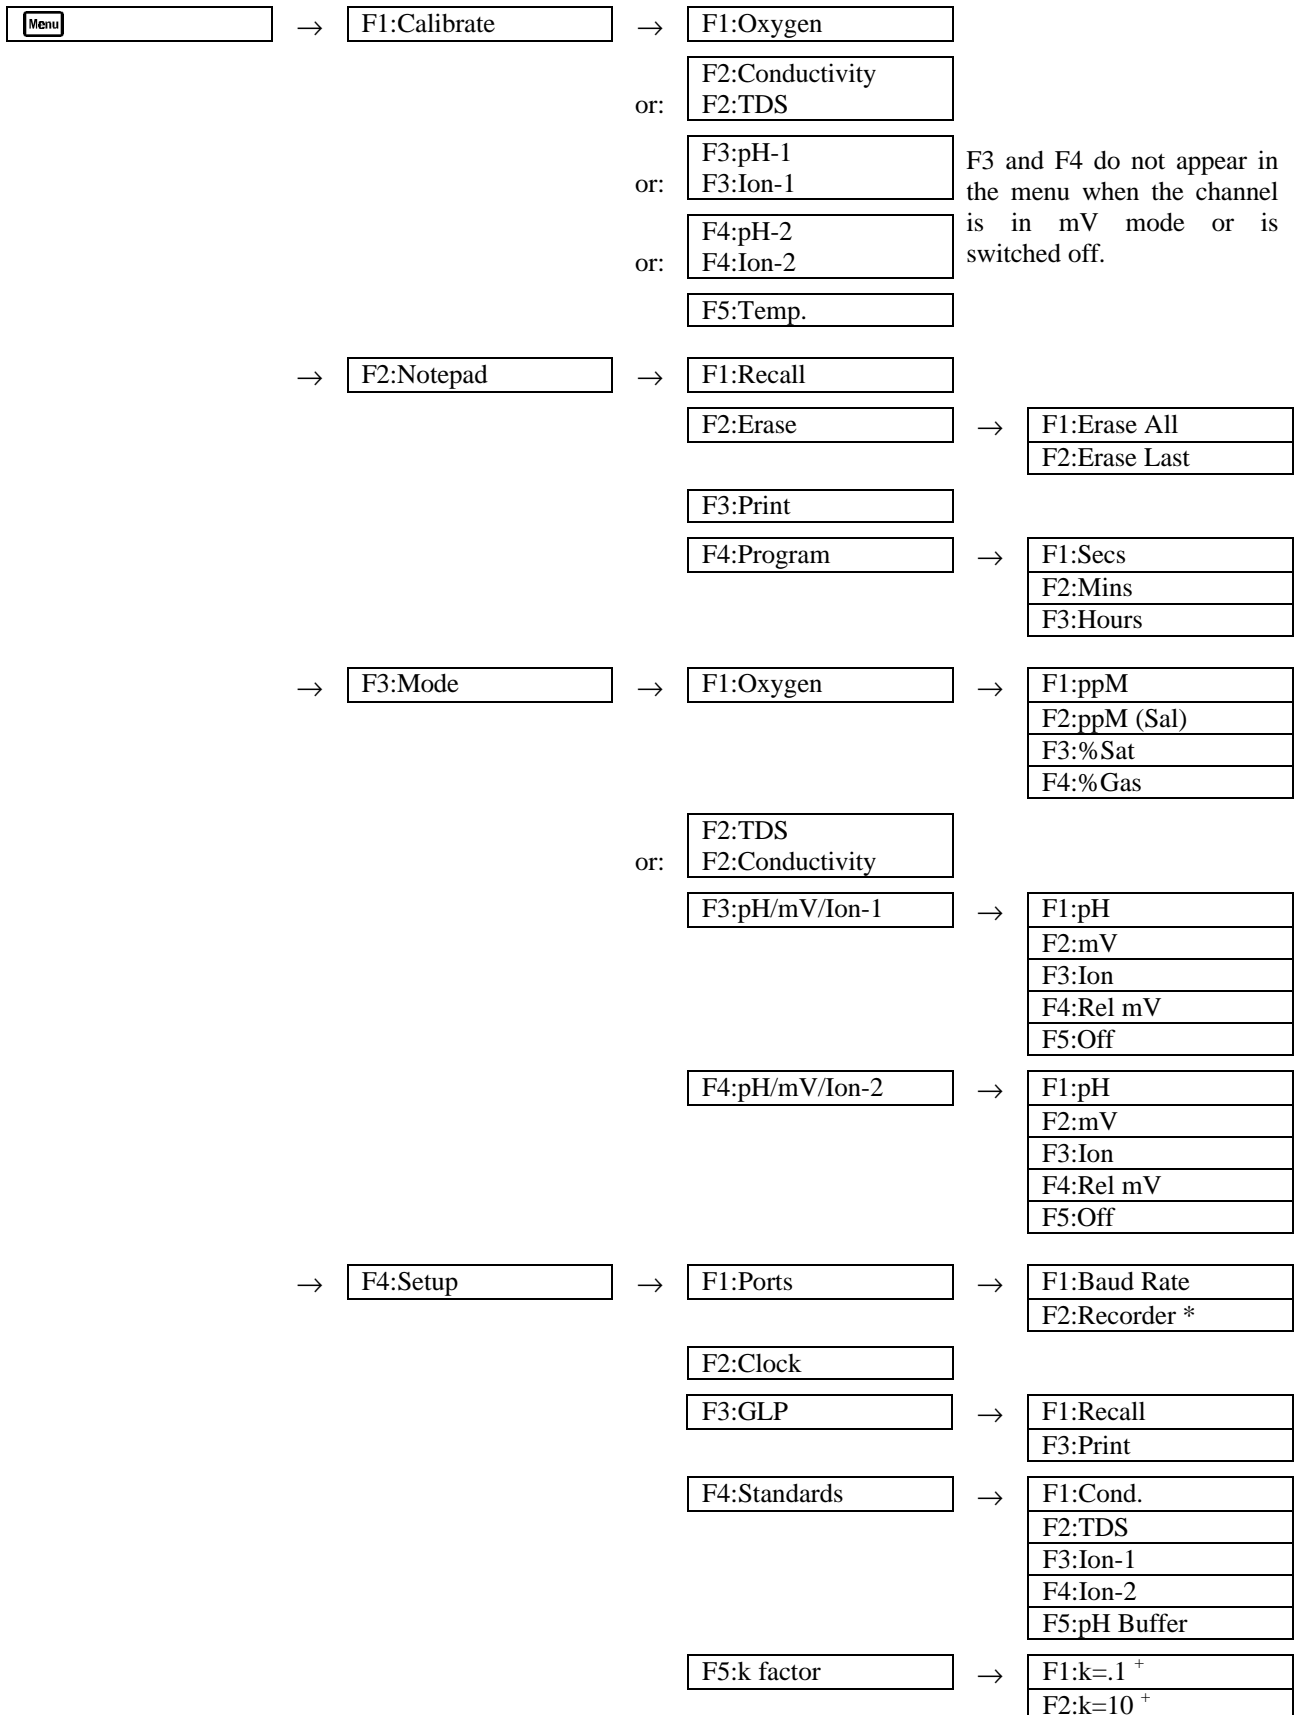 Menu → F1:Calibrate → F1:Oxygen
F2:Conductivity
or: F2:TDS
F3:pH-1
or: F3:Ion-1
F3 and F4 do not appear in
the menu when the channel
is in mV mode or is
switched off.
F4:pH-2
or: F4:Ion-2
F5:Temp.
→ F2:Notepad → F1:Recall
F2:Erase → F1:Erase All
F2:Erase Last
F3:Print
F4:Program → F1:Secs
F2:Mins
F3:Hours
→ F3:Mode → F1:Oxygen → F1:ppM
F2:ppM (Sal)
F3:%Sat
F4:%Gas
F2:TDS
or: F2:Conductivity
F3:pH/mV/Ion-1 → F1:pH
F2:mV
F3:Ion
F4:Rel mV
F5:Off
F4:pH/mV/Ion-2 → F1:pH
F2:mV
F3:Ion
F4:Rel mV
F5:Off
→ F4:Setup → F1:Ports → F1:Baud Rate
F2:Recorder *
F2:Clock
F3:GLP → F1:Recall
F3:Print
F4:Standards → F1:Cond.
F2:TDS
F3:Ion-1
F4:Ion-2
F5:pH Buffer
F5:k factor → F1:k=.1 +
F2:k=10 +